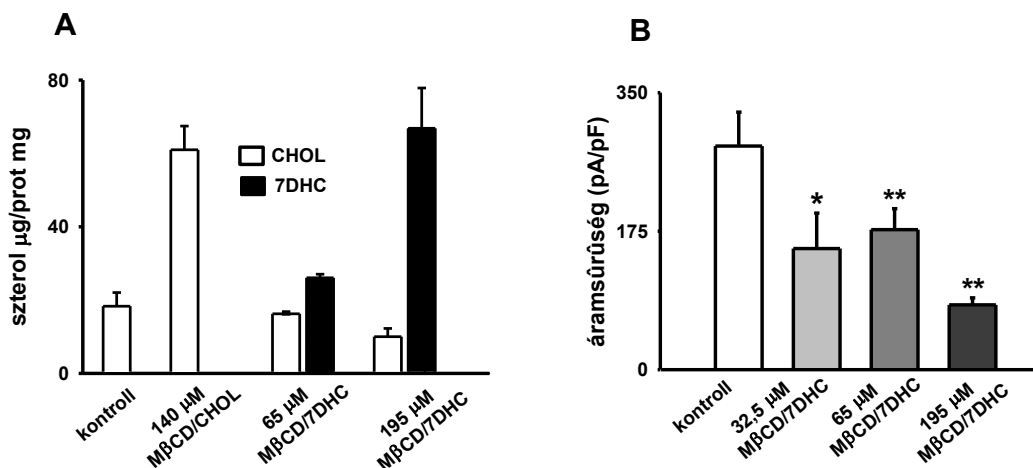 A
szterol μg/prot mg
80
40
0
CHOL
7DHC
kontroll
140 μM
MβCD/CHOL
65 μM
MβCD/7DHC
195 μM
MβCD/7DHC
B
áramsûrûség (pA/pF)
350
175
0
*
**
**
kontroll
32,5 μM
MβCD/7DHC
65 μM
MβCD/7DHC
195 μM
MβCD/7DHC